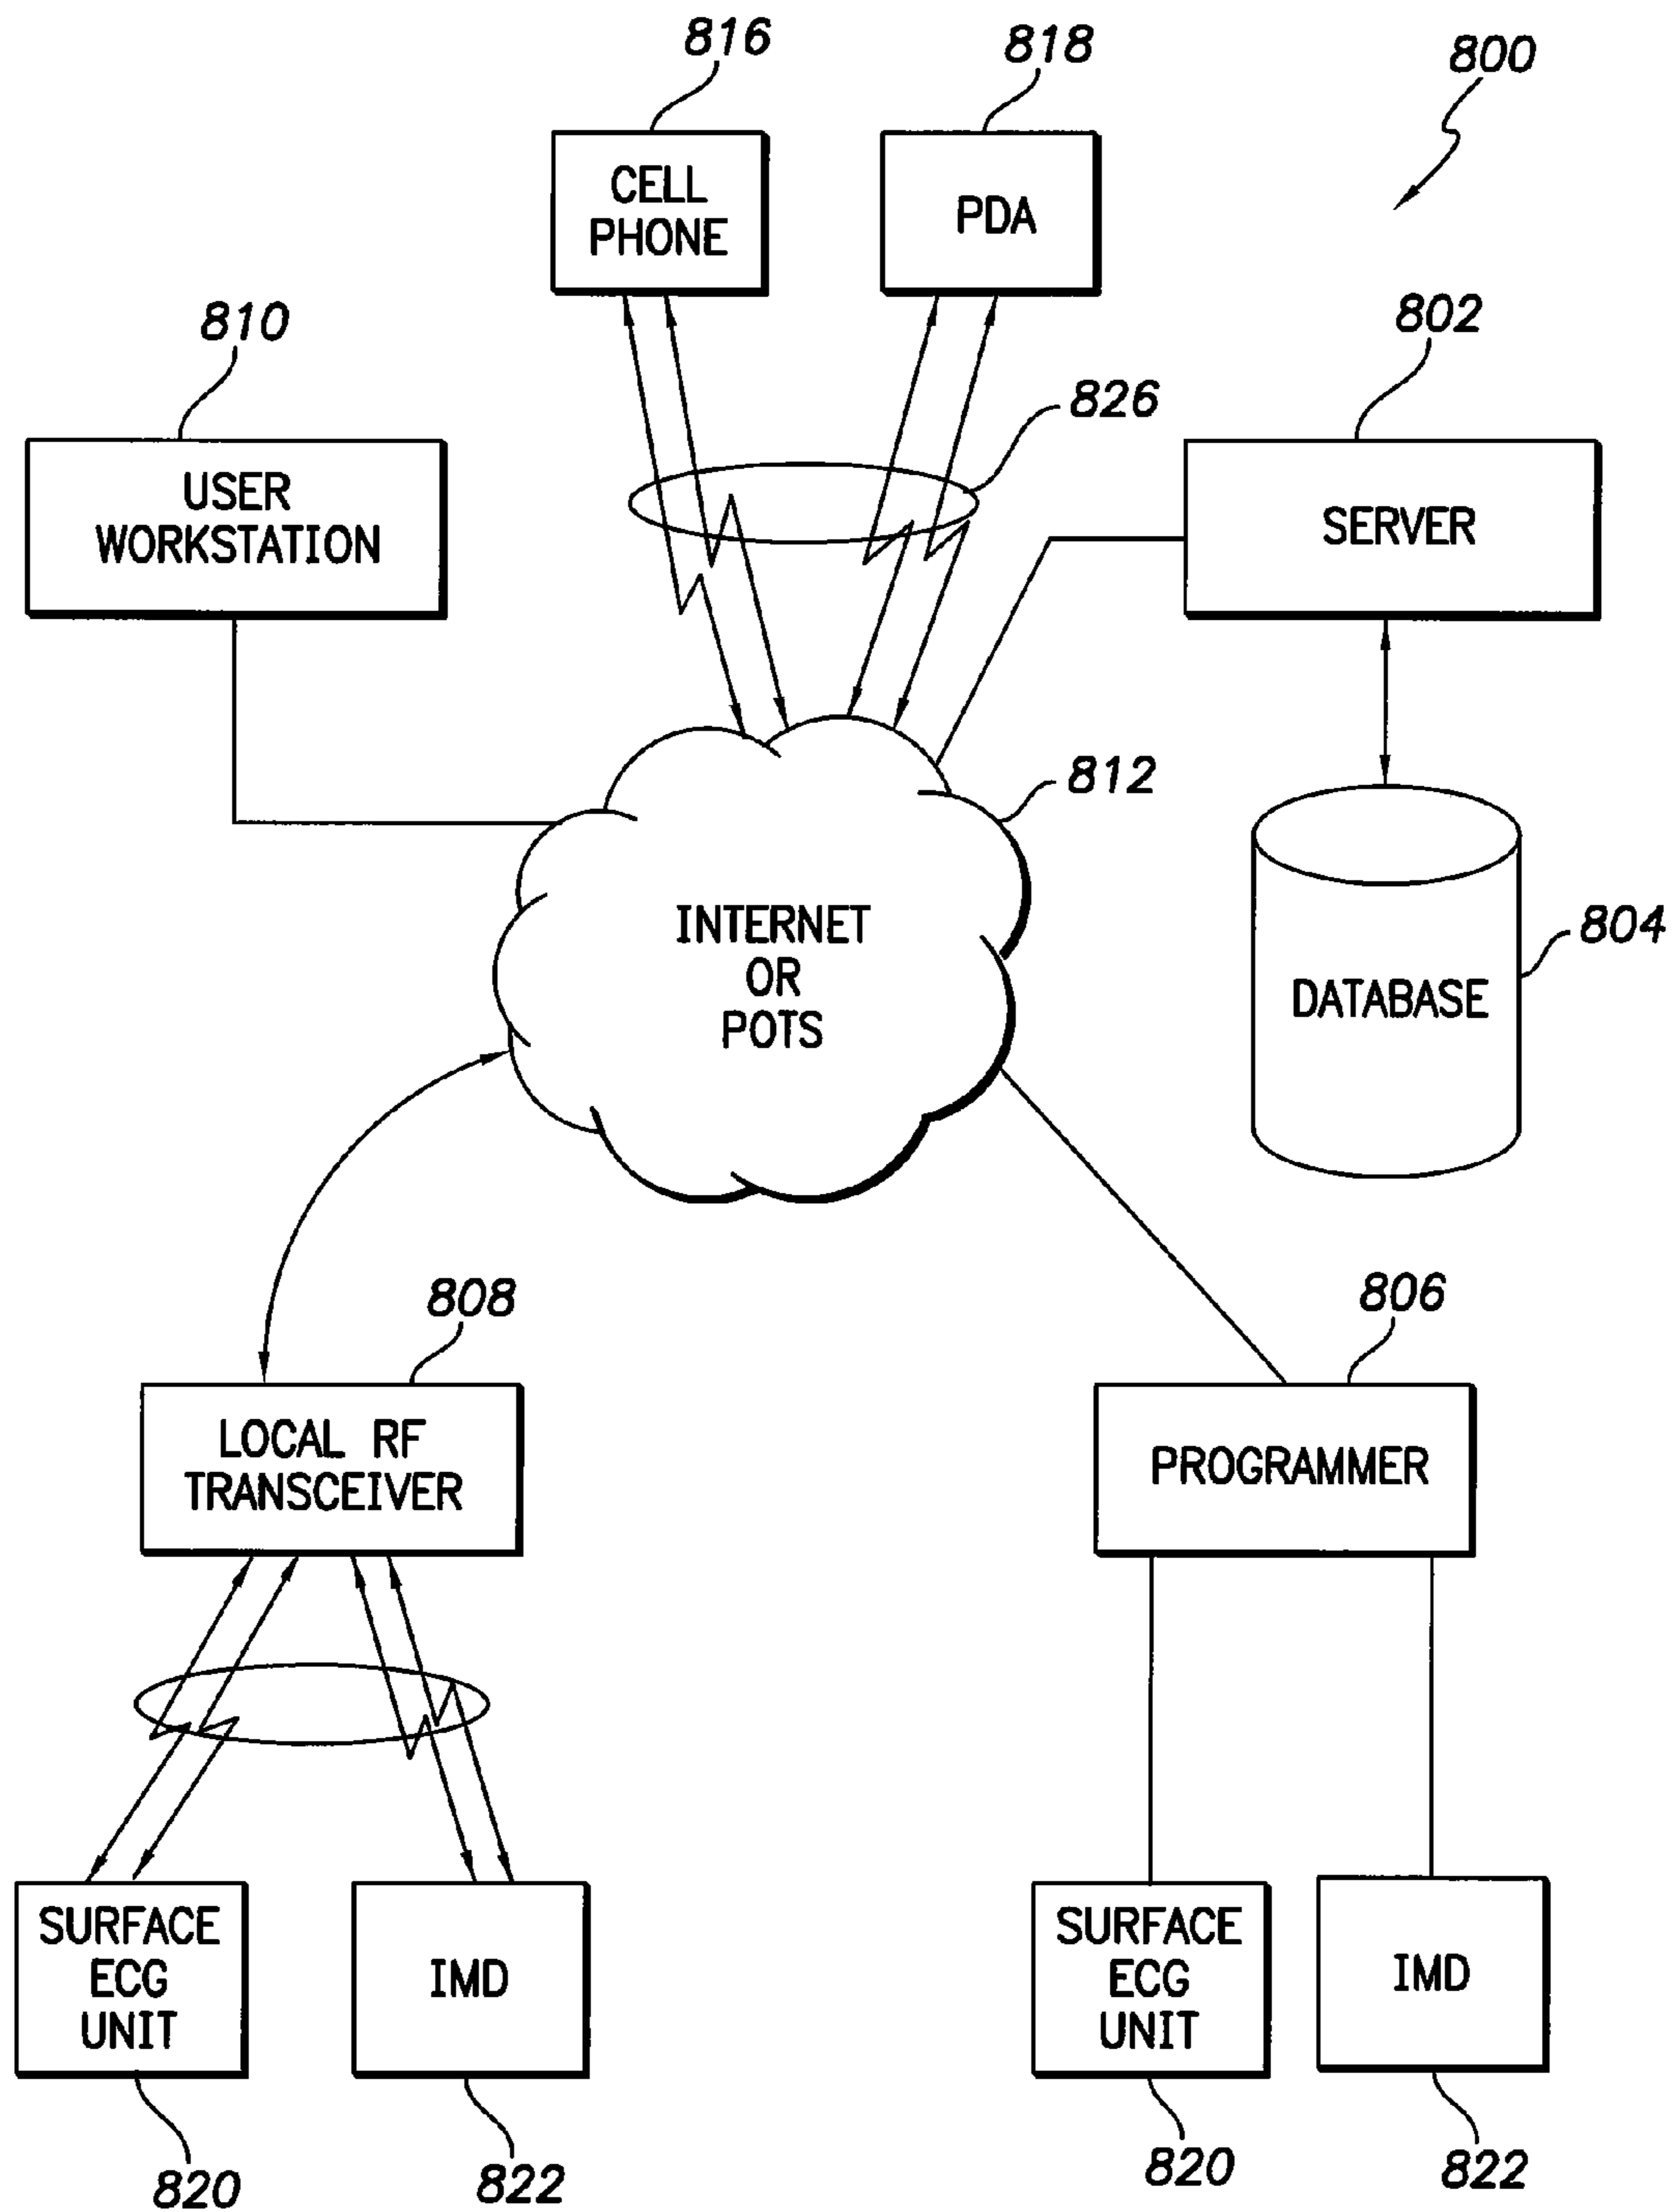 816
818
800
CELL
PHONE
PDA
810
802
826
USER
WORKSTATION
SERVER
812
INTERNET
OR
POTS
804
DATABASE
808
806
LOCAL RF
TRANSCEIVER
PROGRAMMER
SURFACE
ECG
UNIT
IMD
SURFACE
ECG
UNIT
IMD
820
822
820
822